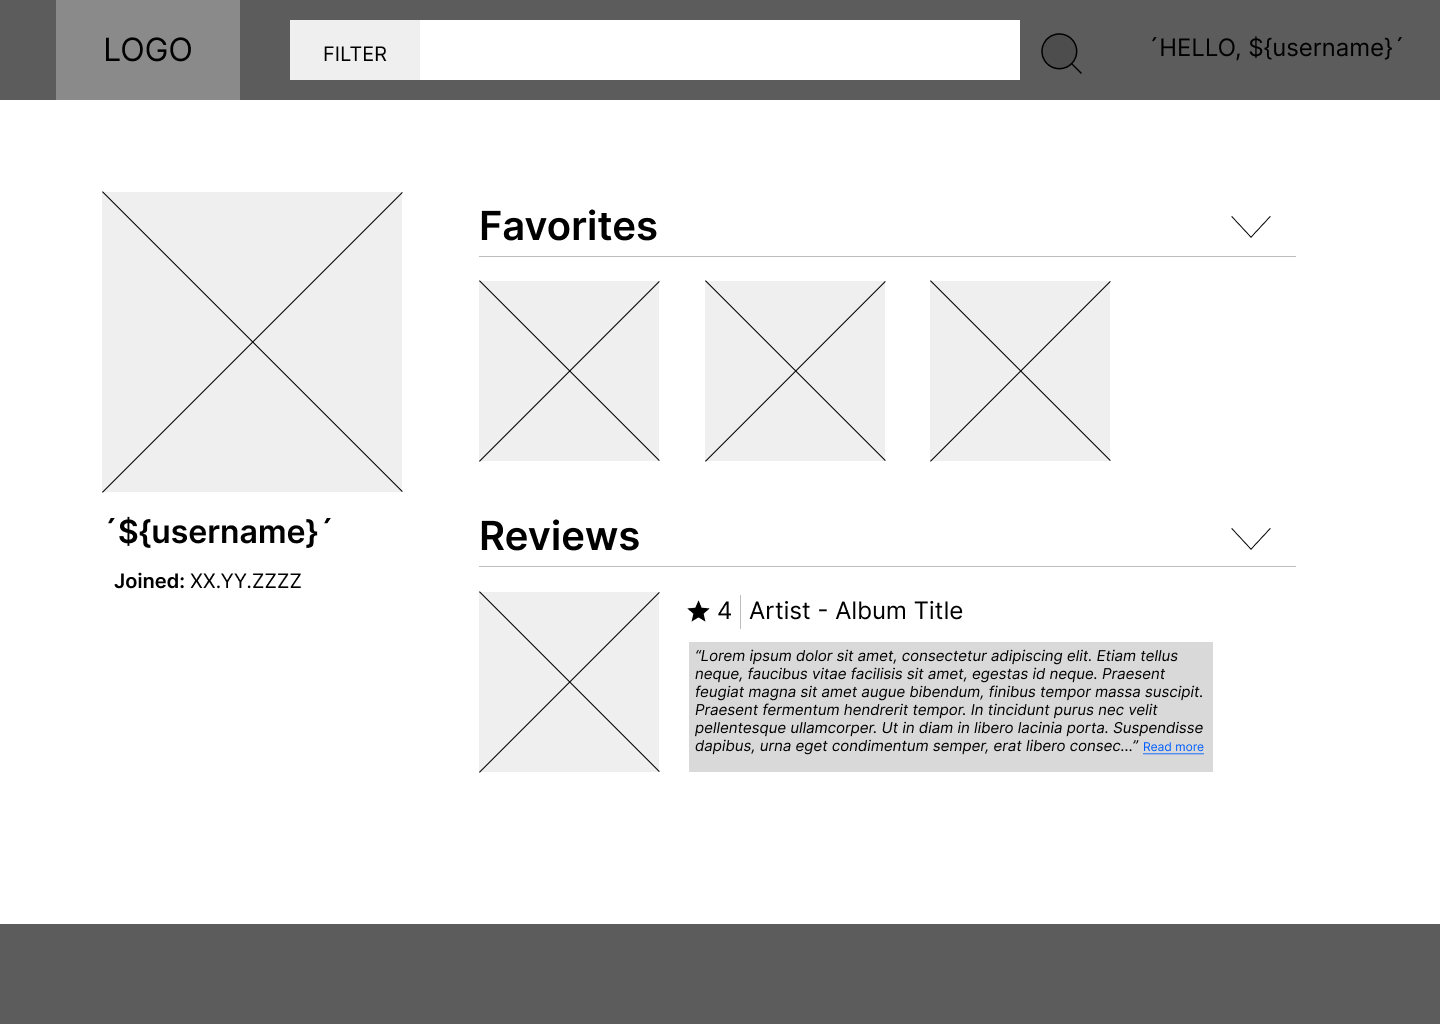 LOGO
FILTER
´HELLO, ${username}´
Favorites
´${username}´
Joined: XX.YY.ZZZZ
Reviews
4
Artist - Album Title
“Lorem ipsum dolor sit amet, consectetur adipiscing elit. Etiam tellus
neque, faucibus vitae facilisis sit amet, egestas id neque. Praesent
feugiat magna sit amet augue bibendum, finibus tempor massa suscipit.
Praesent fermentum hendrerit tempor. In tincidunt purus nec velit
pellentesque ullamcorper. Ut in diam in libero lacinia porta. Suspendisse
dapibus, urna eget condimentum semper, erat libero consec...” Read more